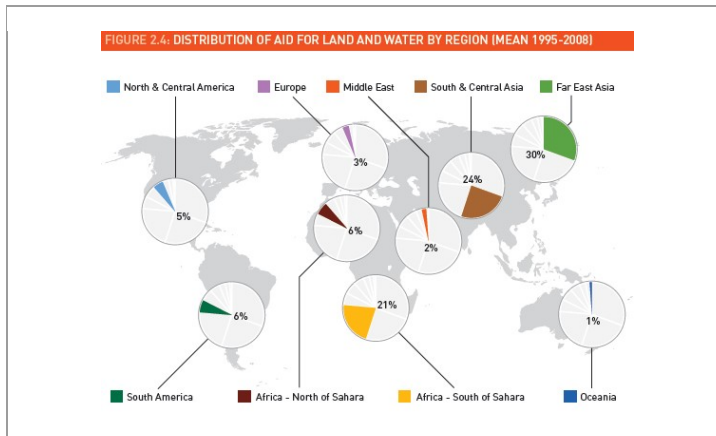 FIGURE 2.4: DISTRIBUTION OF AID FOR LAND AND WATER BY REGION (MEAN 1995-2008)
North & Central America
Europe
Middle East
South & Central Asia
Far East Asia
3%
30%
24%
5%
6%
2%
6%
21%
1%
South America
Africa - North of Sahara
Africa - South of Sahara
Oceania